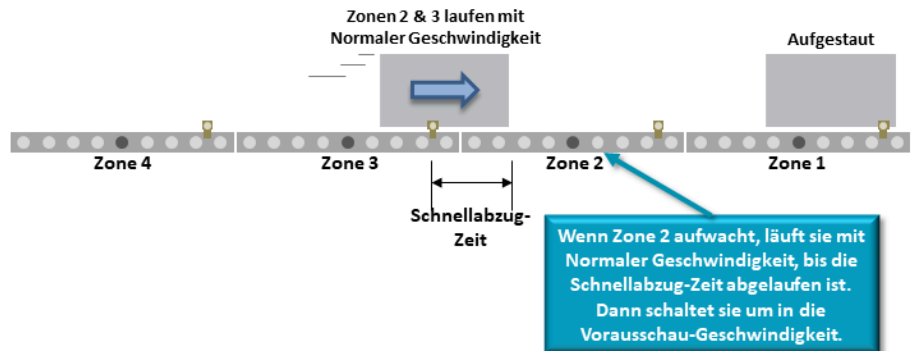 Zonen 2 & 3 laufen mit
Normaler Geschwindigkeit
Aufgestaut
Zone 4
Zone 3
Zone 2
Zone 1
Schnellabzug-
Zeit
Wenn Zone 2 aufwacht, läuft sie mit
Normaler Geschwindigkeit, bis die
Schnellabzug-Zeit abgelaufen ist.
Dann schaltet sie um in die
Vorausschau-Geschwindigkeit.